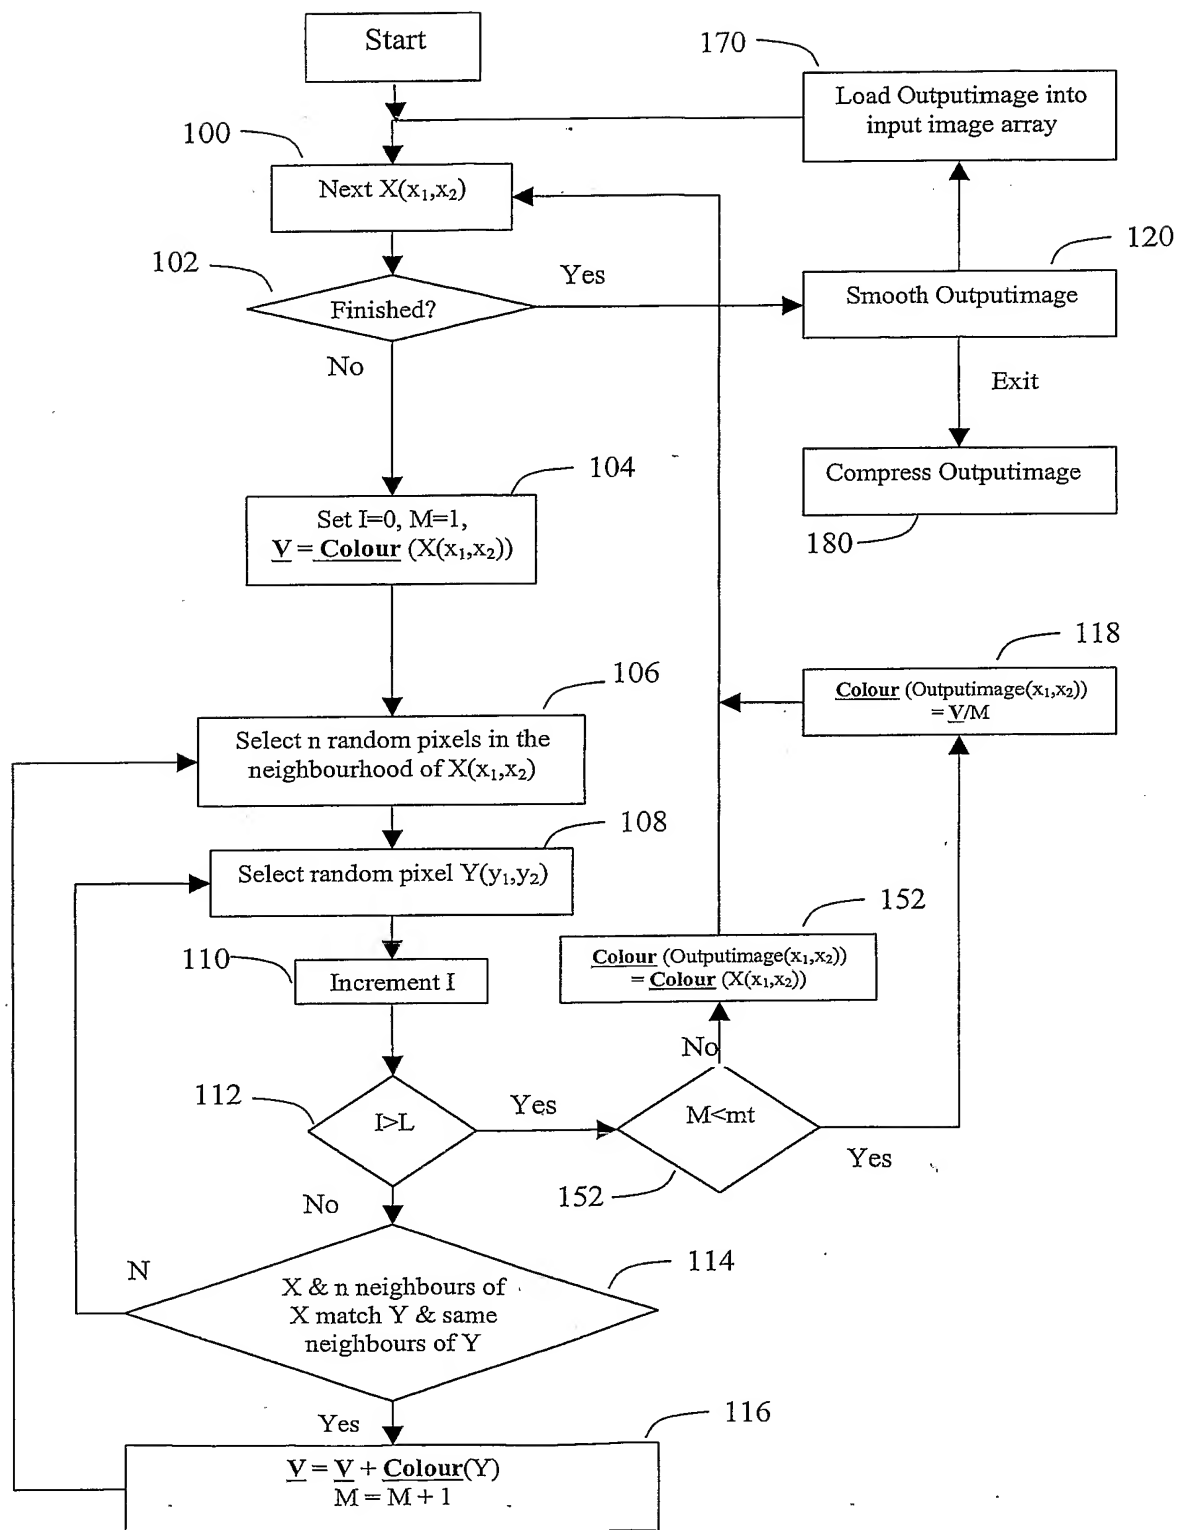 Start
170
Load Outputimage into
input image array
100
Next X(x₁,x₂)
102
Finished?
Yes
No
120
Smooth Outputimage
Exit
Compress Outputimage
180
104
Set I=0, M=1,
V = Colour (X(x₁,x₂))
118
Colour (Outputimage(x₁,x₂))
= V/M
106
Select n random pixels in the
neighbourhood of X(x₁,x₂)
108
Select random pixel Y(y₁,y₂)
152
Colour (Outputimage(x₁,x₂))
= Colour (X(x₁,x₂))
110
Increment I
No
112
I>L
Yes
M<mt
Yes
152
No
N
114
X & n neighbours of
X match Y & same
neighbours of Y
Yes
116
V = V + Colour(Y)
M = M + 1